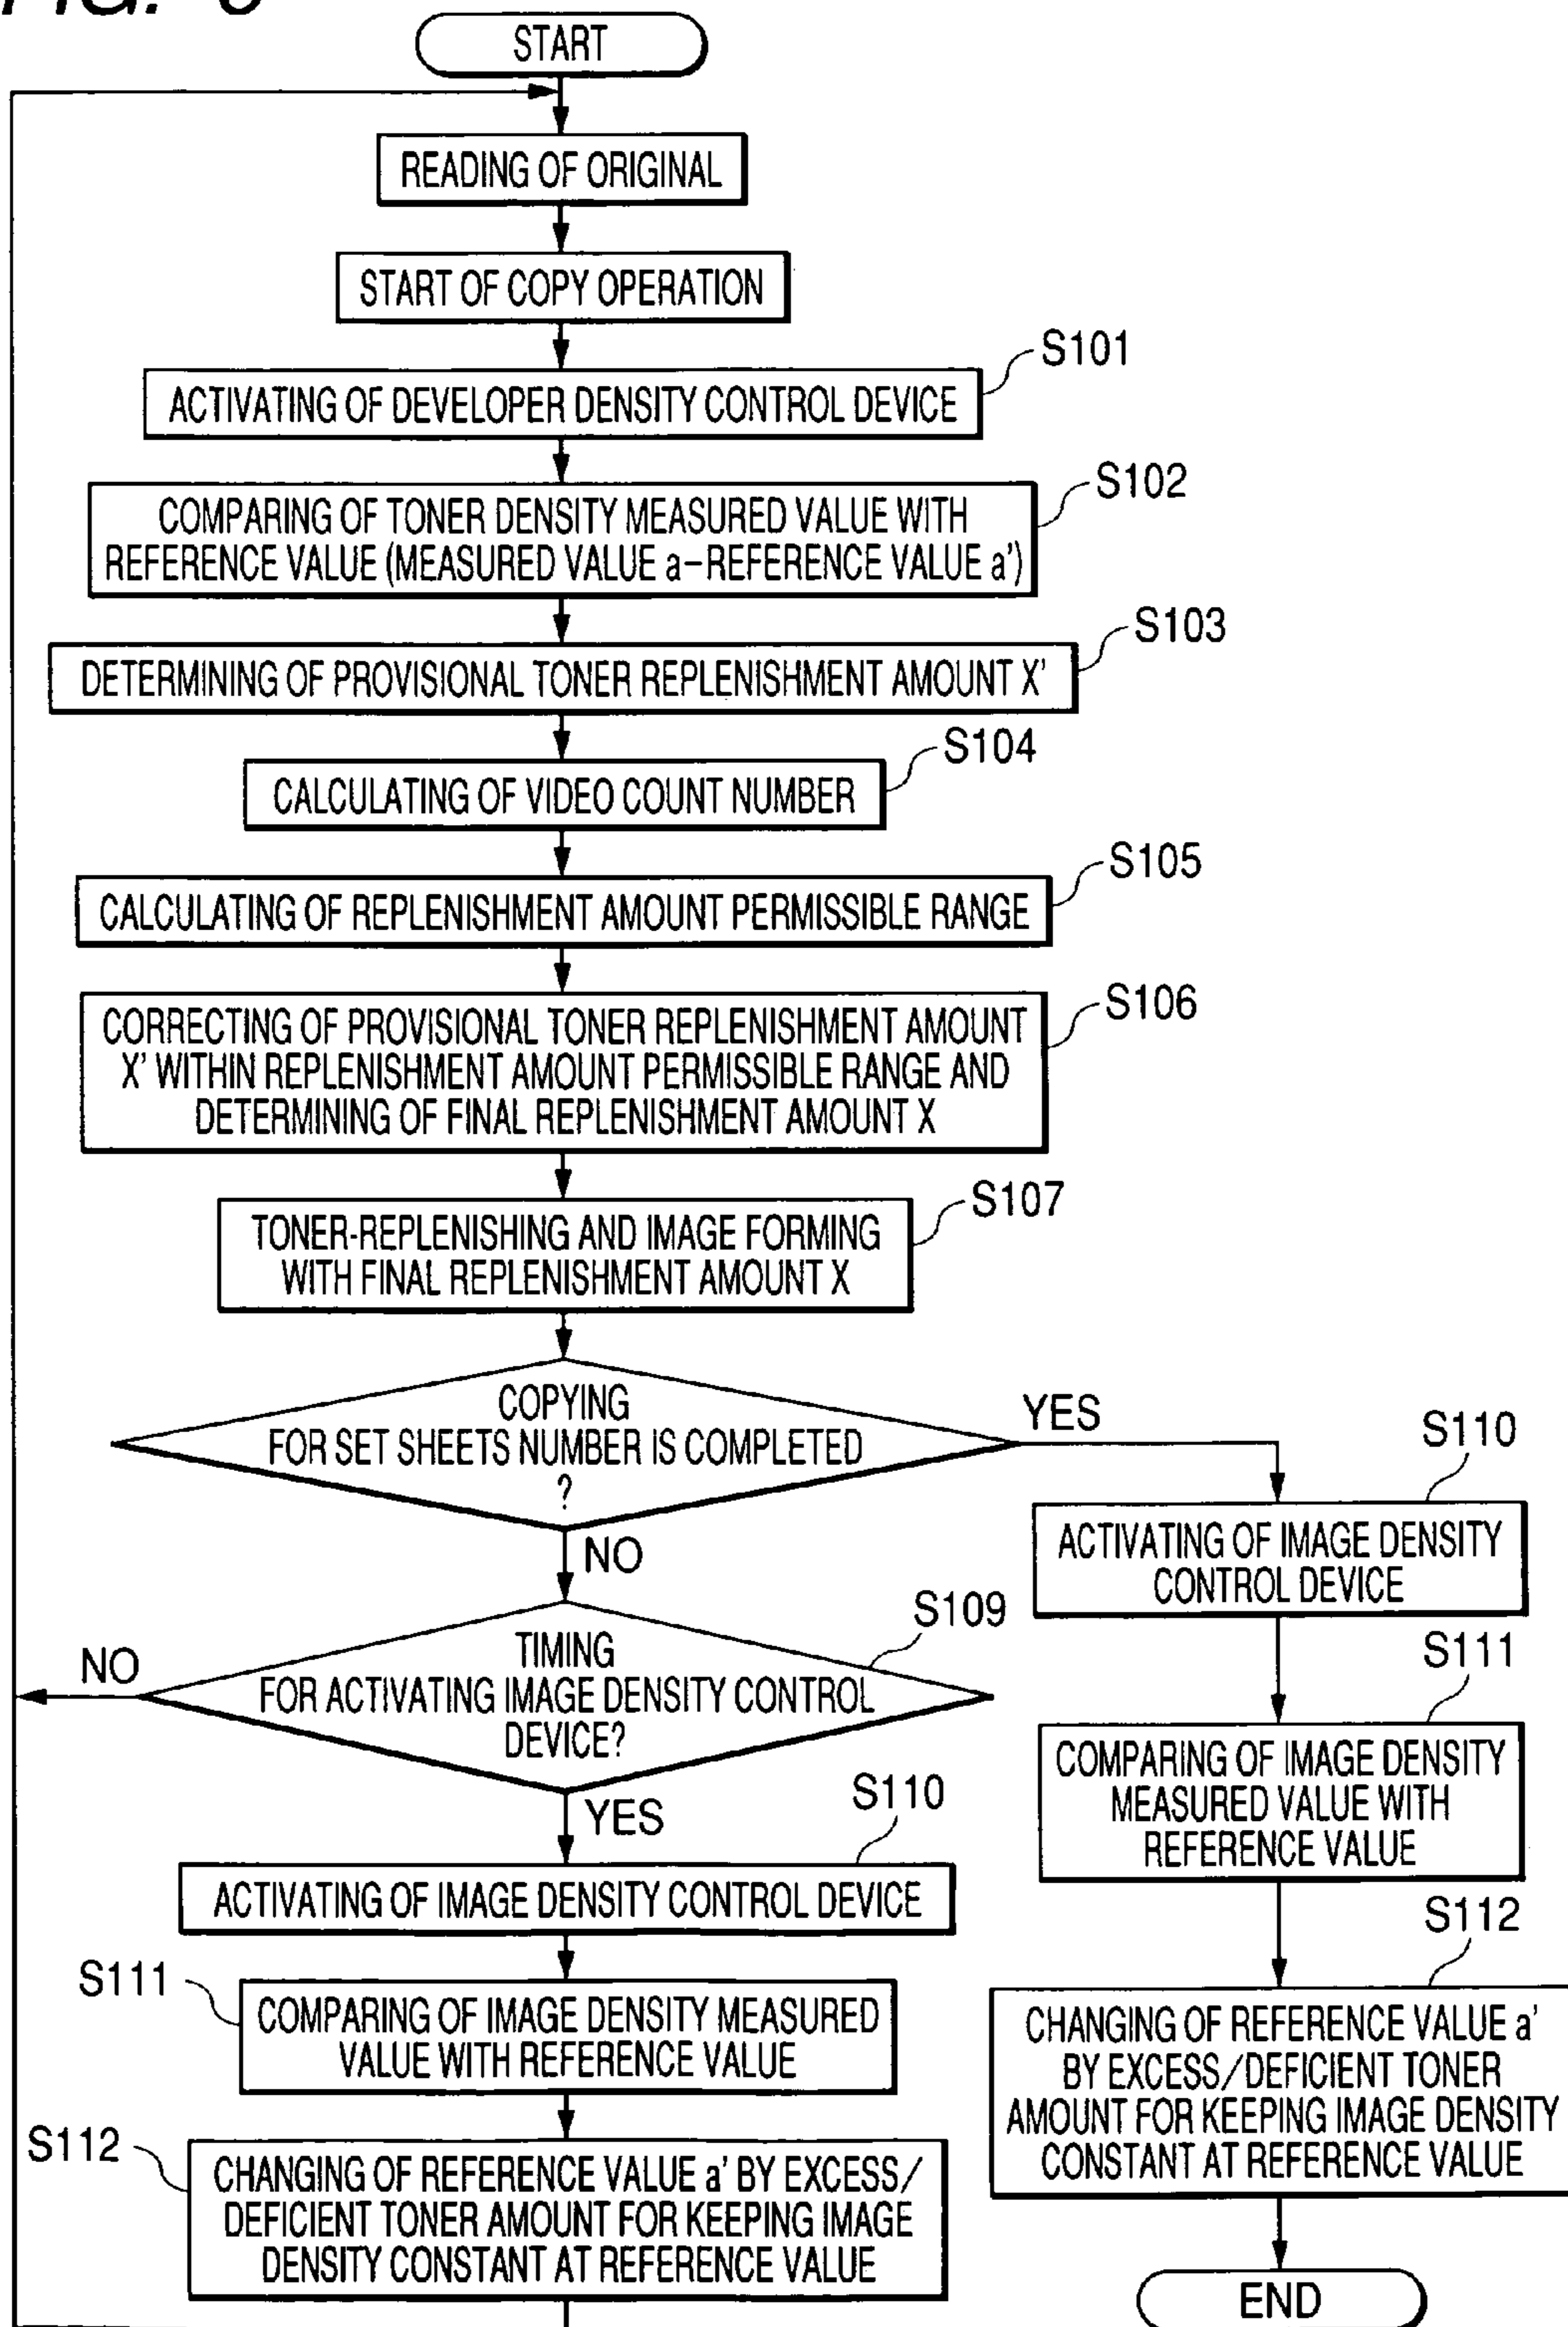 START
READING OF ORIGINAL
START OF COPY OPERATION
S101
ACTIVATING OF DEVELOPER DENSITY CONTROL DEVICE
S102
COMPARING OF TONER DENSITY MEASURED VALUE WITH
REFERENCE VALUE (MEASURED VALUE a-REFERENCE VALUE a')
S103
DETERMINING OF PROVISIONAL TONER REPLENISHMENT AMOUNT X'
S104
CALCULATING OF VIDEO COUNT NUMBER
S105
CALCULATING OF REPLENISHMENT AMOUNT PERMISSIBLE RANGE
S106
CORRECTING OF PROVISIONAL TONER REPLENISHMENT AMOUNT
X' WITHIN REPLENISHMENT AMOUNT PERMISSIBLE RANGE AND
DETERMINING OF FINAL REPLENISHMENT AMOUNT X
S107
TONER-REPLENISHING AND IMAGE FORMING
WITH FINAL REPLENISHMENT AMOUNT X
COPYING
FOR SET SHEETS NUMBER IS COMPLETED
?
YES
NO
S109
TIMING
FOR ACTIVATING IMAGE DENSITY CONTROL
DEVICE?
NO
YES
S110
ACTIVATING OF IMAGE DENSITY CONTROL DEVICE
S111
COMPARING OF IMAGE DENSITY MEASURED
VALUE WITH REFERENCE VALUE
S112
CHANGING OF REFERENCE VALUE a' BY EXCESS/
DEFICIENT TONER AMOUNT FOR KEEPING IMAGE
DENSITY CONSTANT AT REFERENCE VALUE
S110
ACTIVATING OF IMAGE DENSITY
CONTROL DEVICE
S111
COMPARING OF IMAGE DENSITY
MEASURED VALUE WITH
REFERENCE VALUE
S112
CHANGING OF REFERENCE VALUE a'
BY EXCESS/DEFICIENT TONER
AMOUNT FOR KEEPING IMAGE DENSITY
CONSTANT AT REFERENCE VALUE
END